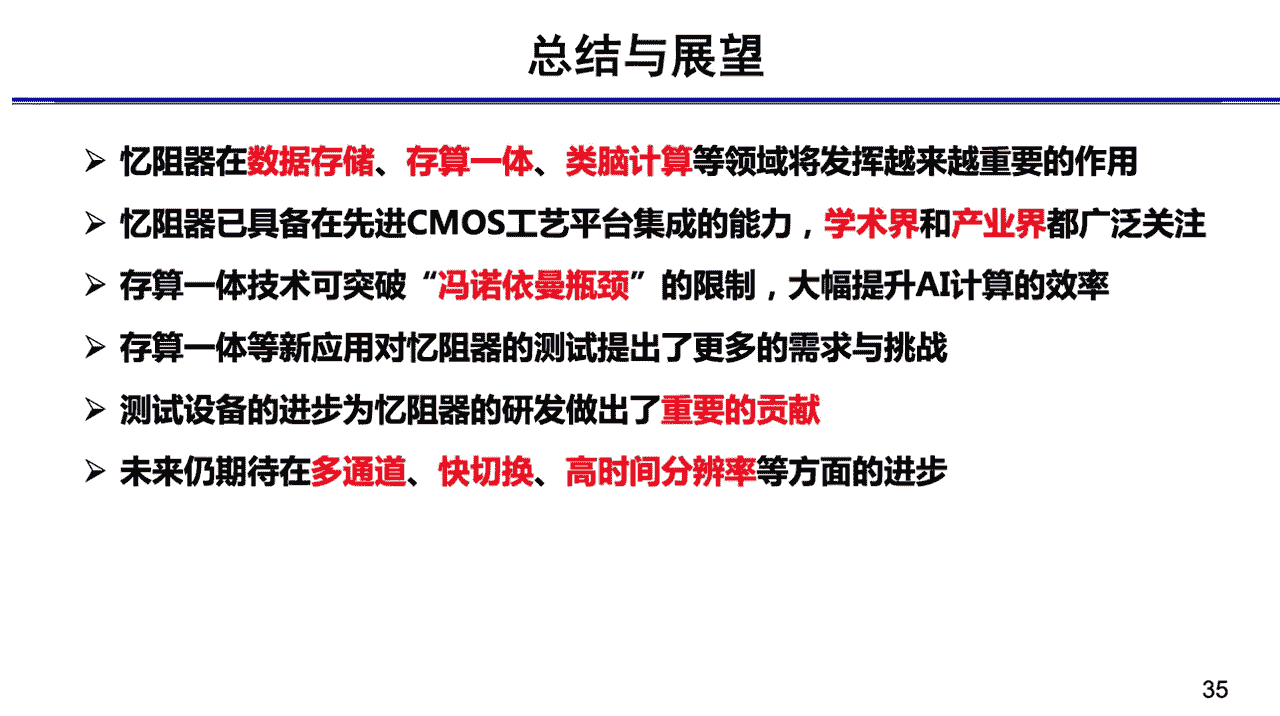 总结与展望
忆阻器在数据存储、存算一体、类脑计算等领域将发挥越来越重要的作用
忆阻器已具备在先进CMOS工艺平台集成的能力，学术界和产业界都广泛关注
存算一体技术可突破“冯诺依曼瓶颈”的限制，大幅提升AI计算的效率
存算一体等新应用对忆阻器的测试提出了更多的需求与挑战
测试设备的进步为忆阻器的研发做出了重要的贡献
未来仍期待在多通道、快切换、高时间分辨率等方面的进步
35